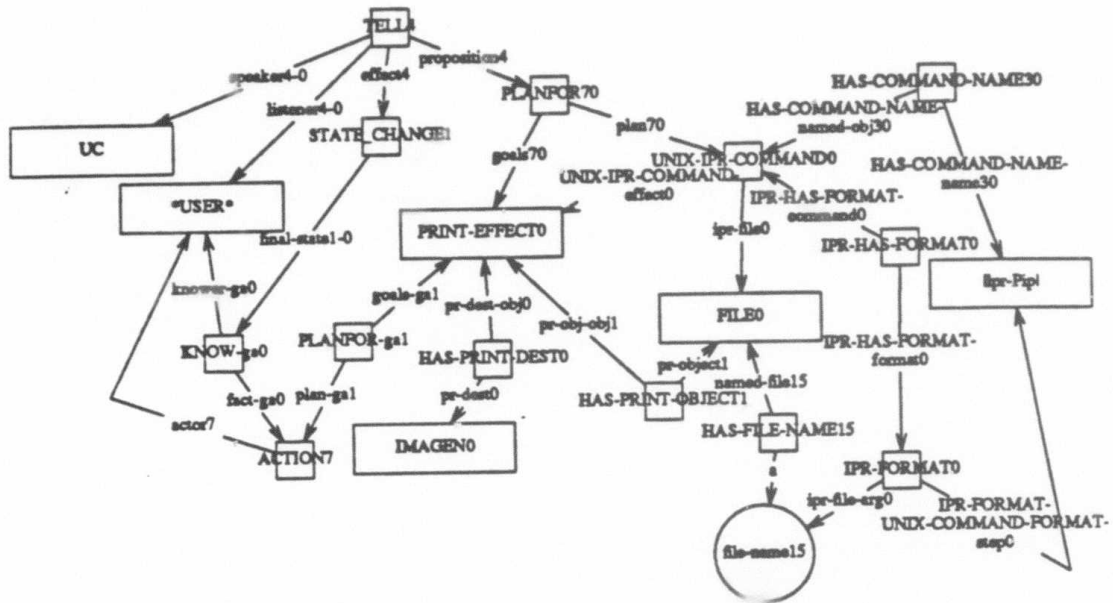 TELL4
speaker4-0
effect4
proposition4
listener4-0
PLANFOR70
HAS-COMMAND-NAME30
HAS-COMMAND-NAME-
named-obj30
plan70
UC
STATE_CHANGE1
goals70
UNIX-IPR-COMMAND0
UNIX-IPR-COMMAND-
effect0
HAS-COMMAND-NAME-
name30
IPR-HAS-FORMAT-
command0
*USER*
final-state1-0
PRINT-EFFECT0
ipr-file0
IPR-HAS-FORMAT0
knower-ga0
goals-ga1
pr-dest-obj0
pr-obj-obj1
FILE0
KNOW-ga0
PLANFOR-ga1
HAS-PRINT-DEST0
pr-object1
named-file15
IPR-HAS-FORMAT-
format0
fact-ga0
plan-ga1
pr-dest0
HAS-PRINT-OBJECT1
HAS-FILE-NAME15
actor7
ACTION7
IMAGEN0
a
IPR-FORMAT0
ipr-file-arg0
IPR-FORMAT-
UNIX-COMMAND-FORMAT-
step0
file-name15